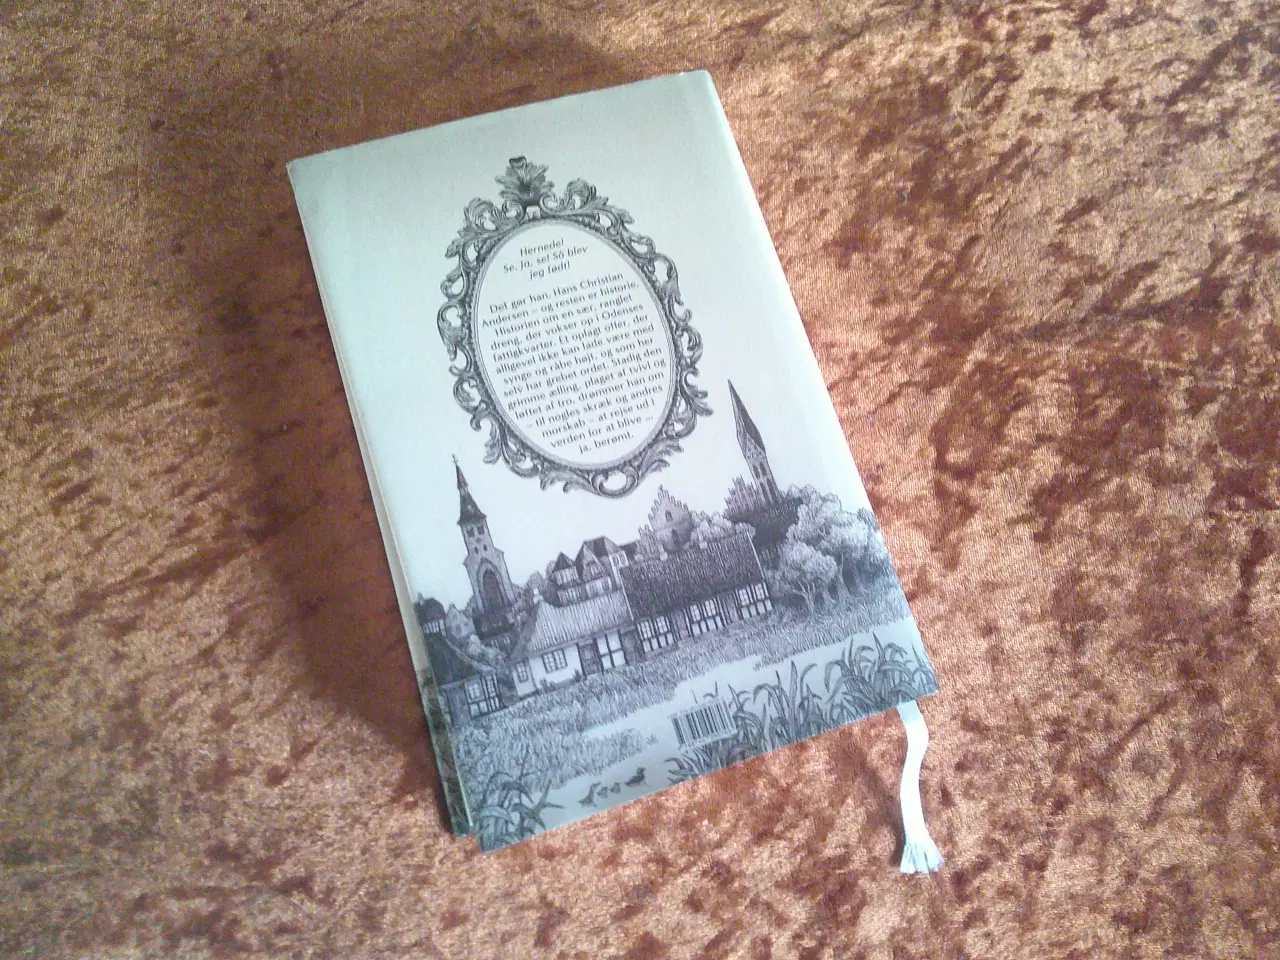 Hernede!
Se. Jo, se! Så blev
jeg født!
Det gør han, Hans Christian
Andersen – og resten er historie.
Historien om en sær, ranglet
dreng, der vokser op i Odenses
fattigkvarter. Et oplagt offer, der
alligevel ikke kan lade være med
synge og råbe højt, og som her
selv har grebet ordet. Stadig den
grimme ælling, plaget af tvivl og
løftet af tro, drømmer han om
– til nogles skræk og andres
morskab – at rejse ud i
verden for at blive ...
ja, berømt.